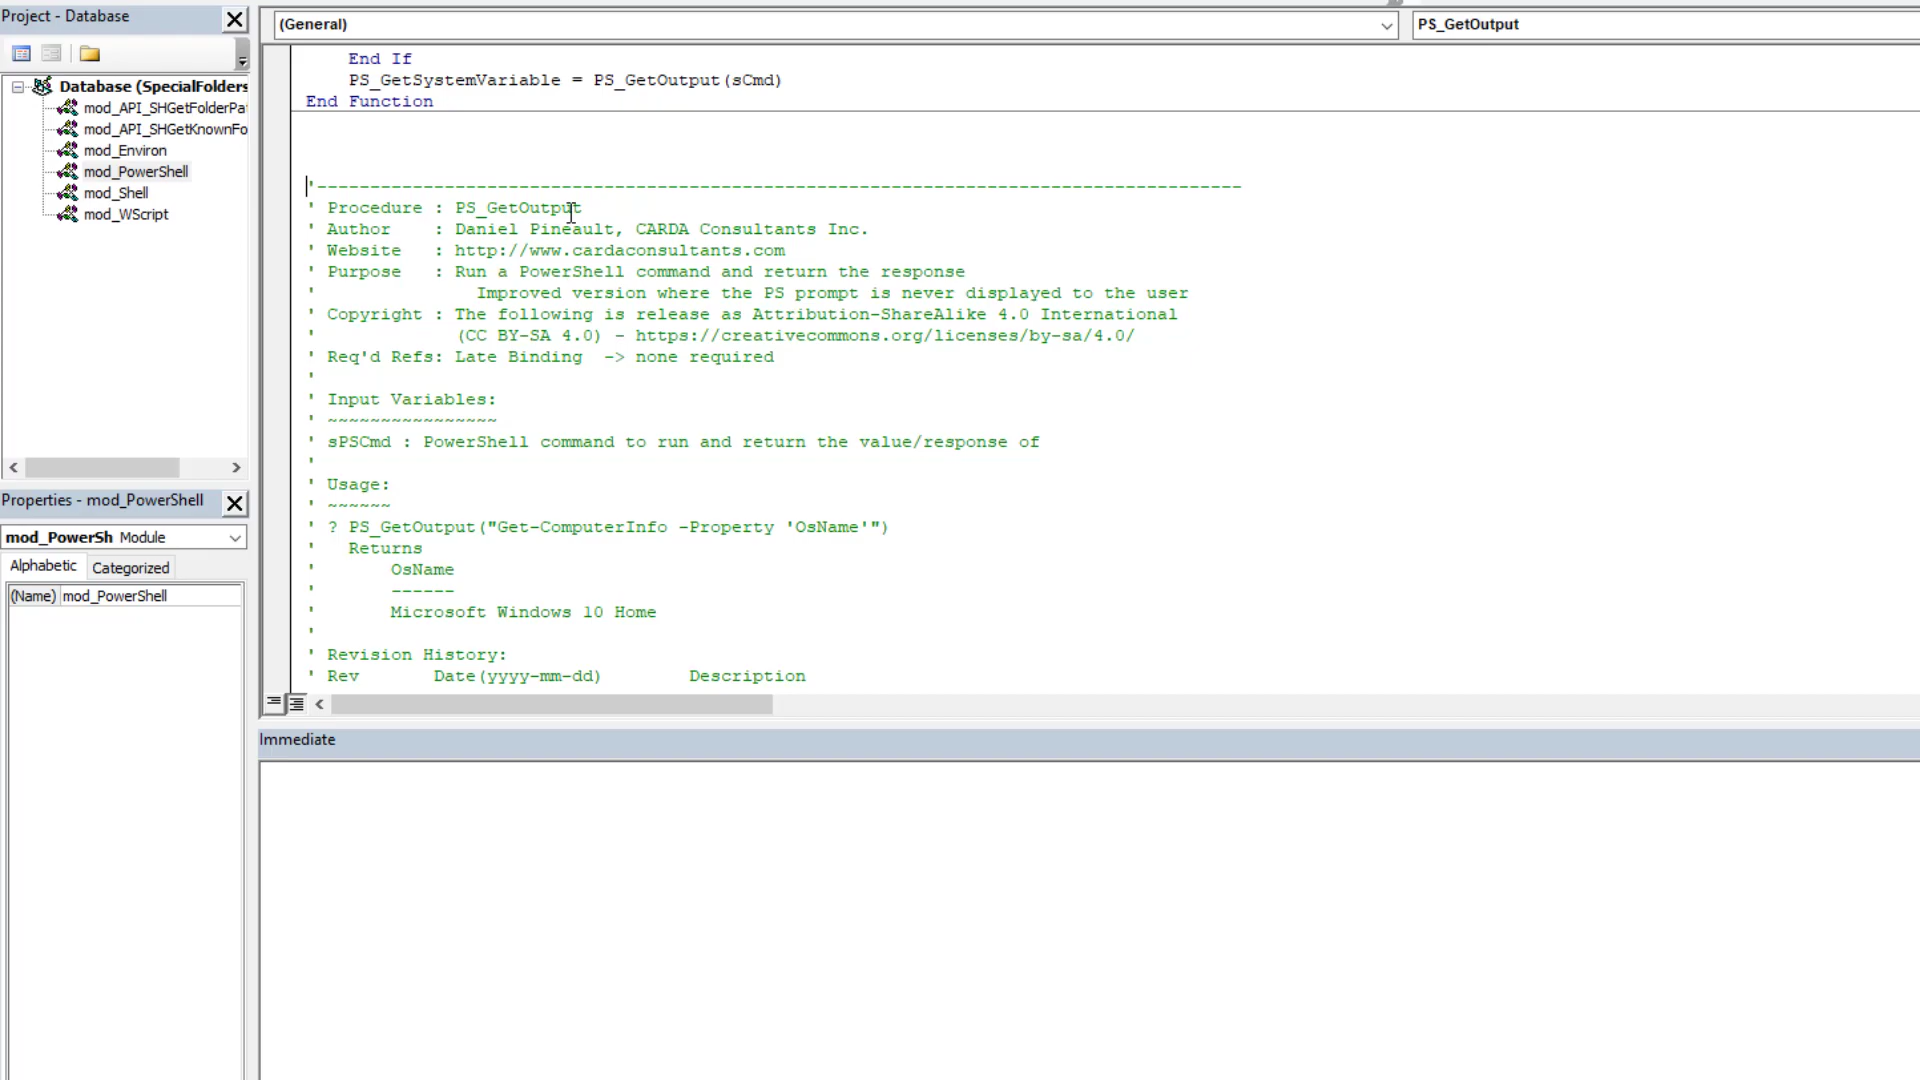 Project - Database
Database (SpecialFolders
mod_API_SHGetFolderPa
mod_API_SHGetKnownFo
mod_Environ
mod_PowerShell
mod_Shell
mod_WScript
Properties - mod_PowerShell
mod_PowerSh Module
Alphabetic Categorized
(Name) mod_PowerShell
(General)
PS_GetOutput
End If
PS_GetSystemVariable = PS_GetOutput(sCmd)
End Function
'---------------------------------------------------------------------------------------
' Procedure : PS_GetOutput
' Author    : Daniel Pineault, CARDA Consultants Inc.
' Website   : http://www.cardaconsultants.com
' Purpose   : Run a PowerShell command and return the response
'               Improved version where the PS prompt is never displayed to the user
' Copyright : The following is release as Attribution-ShareAlike 4.0 International
'             (CC BY-SA 4.0) - https://creativecommons.org/licenses/by-sa/4.0/
' Req'd Refs: Late Binding  -> none required
'
' Input Variables:
' ~~~~~~~~~~~~~~~~
' sPSCmd : PowerShell command to run and return the value/response of
'
' Usage:
' ~~~~~~
' ? PS_GetOutput("Get-ComputerInfo -Property 'OsName'")
'   Returns
'       OsName
'       ------
'       Microsoft Windows 10 Home
'
' Revision History:
' Rev       Date(yyyy-mm-dd)        Description
Immediate